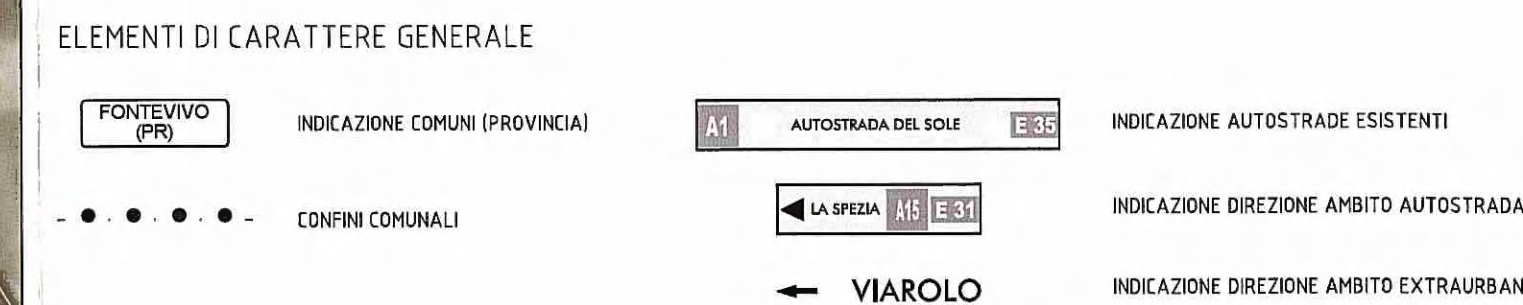 ELEMENTI DI CARATTERE GENERALE
FONTEVIVO
(PR)
INDICAZIONE COMUNI (PROVINCIA)
A1 AUTOSTRADA DEL SOLE E 35
INDICAZIONE AUTOSTRADE ESISTENTI
CONFINI COMUNALI
LA SPEZIA A15 E 31
INDICAZIONE DIREZIONE AMBITO AUTOSTRADA
VIAROLO
INDICAZIONE DIREZIONE AMBITO EXTRAURBAN